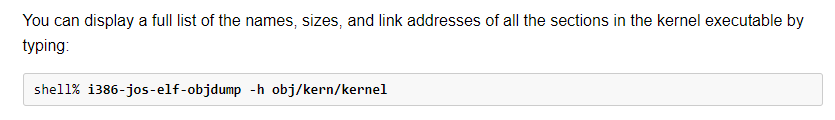 You can display a full list of the names, sizes, and link addresses of all the sections in the kernel executable by
typing:
shell% i386-jos-elf-objdump -h obj/kern/kernel